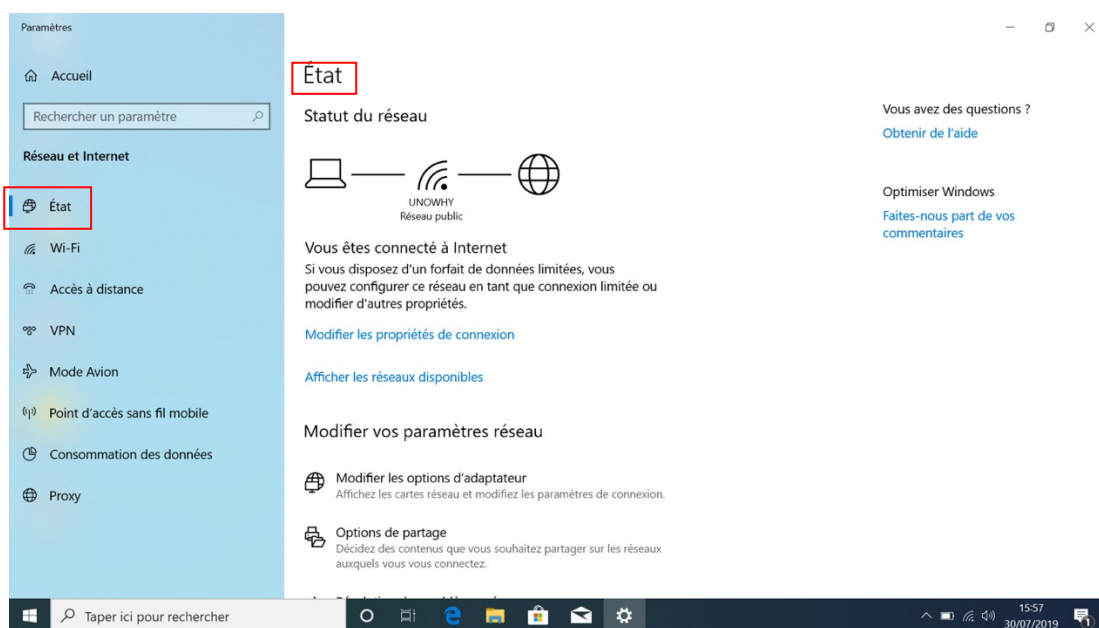 Paramètres
Accueil
Rechercher un paramètre
Réseau et Internet
État
Wi-Fi
Accès à distance
VPN
Mode Avion
Point d'accès sans fil mobile
Consommation des données
Proxy
État
Statut du réseau
UNOWHY
Réseau public
Vous êtes connecté à Internet
Si vous disposez d'un forfait de données limitées, vous
pouvez configurer ce réseau en tant que connexion limitée ou
modifier d'autres propriétés.
Modifier les propriétés de connexion
Afficher les réseaux disponibles
Modifier vos paramètres réseau
Modifier les options d'adaptateur
Affichez les cartes réseau et modifiez les paramètres de connexion.
Options de partage
Décidez des contenus que vous souhaitez partager sur les réseaux
auxquels vous vous connectez.
Vous avez des questions ?
Obtenir de l'aide
Optimiser Windows
Faites-nous part de vos
commentaires
Taper ici pour rechercher
15:57
30/07/2019
1